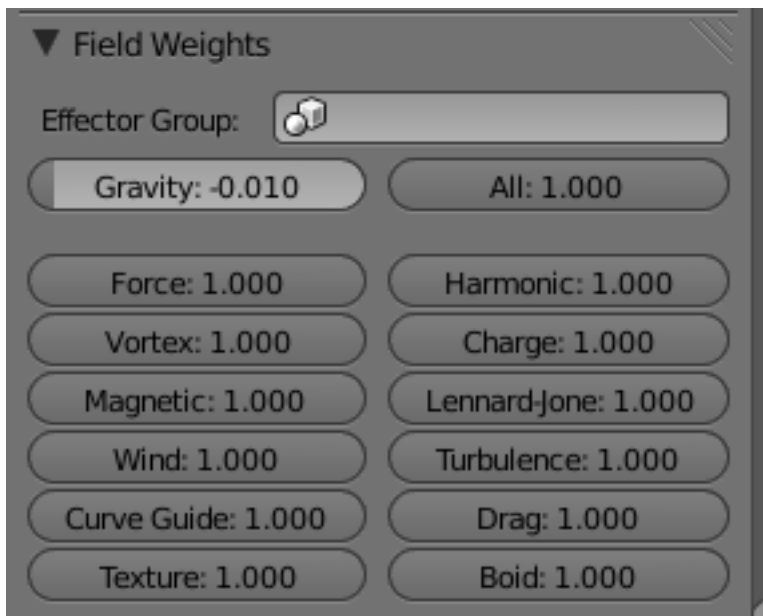 Field Weights
Effector Group:
Gravity: -0.010 All: 1.000
Force: 1.000 Harmonic: 1.000
Vortex: 1.000 Charge: 1.000
Magnetic: 1.000 Lennard-Jone: 1.000
Wind: 1.000 Turbulence: 1.000
Curve Guide: 1.000 Drag: 1.000
Texture: 1.000 Boid: 1.000